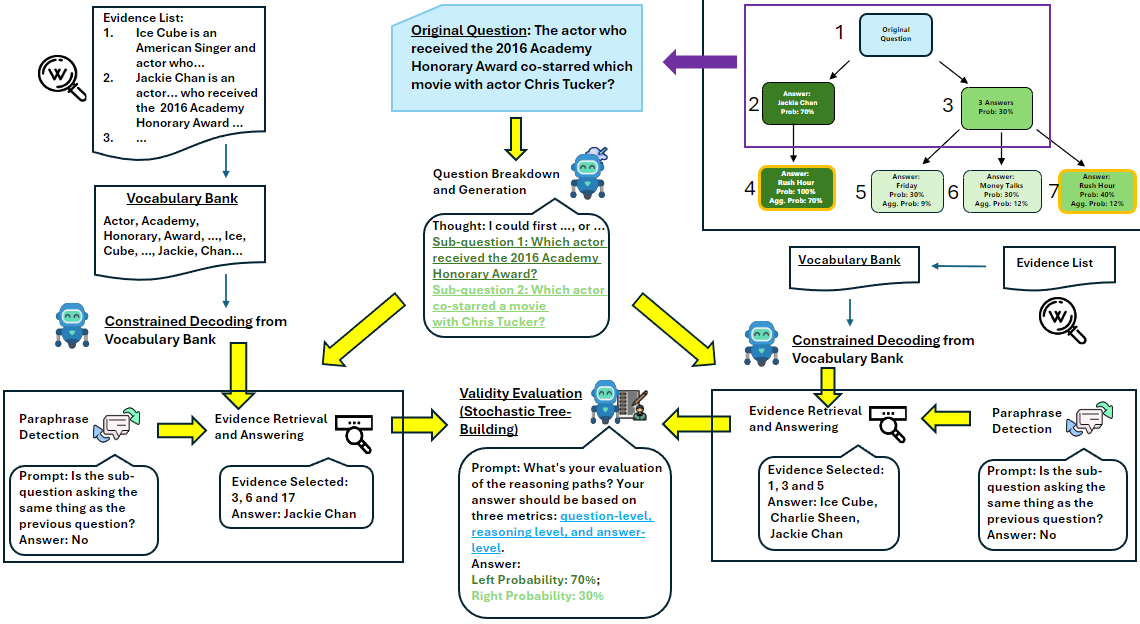 Evidence List:
1. Ice Cube is an
American Singer and
actor who...
2. Jackie Chan is an
actor... who received
the 2016 Academy
Honorary Award ...
3. ...
W
Vocabulary Bank
Actor, Academy,
Honorary, Award, ..., Ice,
Cube, ..., Jackie, Chan...
Constrained Decoding from
Vocabulary Bank
Original Question: The actor who
received the 2016 Academy
Honorary Award co-starred which
movie with actor Chris Tucker?
Question Breakdown
and Generation
Thought: I could first ..., or ...
Sub-question 1: Which actor
received the 2016 Academy
Honorary Award?
Sub-question 2: Which actor
co-starred a movie
with Chris Tucker?
1
Original
Question
2
Answer:
Jackie Chan
Prob: 70%
3
3 Answers
Prob: 30%
4
Answer:
Rush Hour
Prob: 100%
Agg. Prob: 70%
5
Answer:
Friday
Prob: 30%
Agg. Prob: 9%
6
Answer:
Money Talks
Prob: 30%
Agg. Prob: 12%
7
Answer:
Rush Hour
Prob: 40%
Agg. Prob: 12%
Vocabulary Bank
Evidence List
W
Constrained Decoding from
Vocabulary Bank
Paraphrase
Detection
Prompt: Is the sub-
question asking the
same thing as the
previous question?
Answer: No
Evidence Retrieval
and Answering
Evidence Selected:
3, 6 and 17
Answer: Jackie Chan
Validity Evaluation
(Stochastic Tree-
Building)
Prompt: What's your evaluation
of the reasoning paths? Your
answer should be based on
three metrics: question-level,
reasoning level, and answer-
level.
Answer:
Left Probability: 70%;
Right Probability: 30%
Evidence Retrieval
and Answering
Evidence Selected:
1, 3 and 5
Answer: Ice Cube,
Charlie Sheen,
Jackie Chan
Paraphrase
Detection
Prompt: Is the sub-
question asking the
same thing as the
previous question?
Answer: No